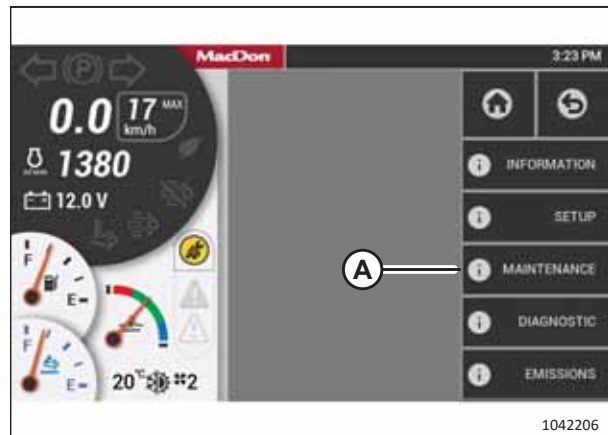 MacDon
3:23 PM
P
0.0 17 MAX km/h
1380
12.0 V
INFORMATION
SETUP
A
MAINTENANCE
DIAGNOSTIC
EMISSIONS
F
E
F
E
20°C 2
1042206